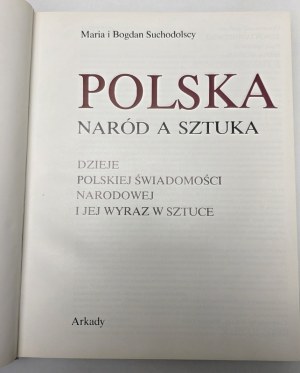 Maria i Bogdan Suchodolscy
POLSKA
NARÓD A SZTUKA
DZIEJE
POLSKIEJ ŚWIADOMOŚCI
NARODOWEJ
I JEJ WYRAZ W SZTUCE
Arkady